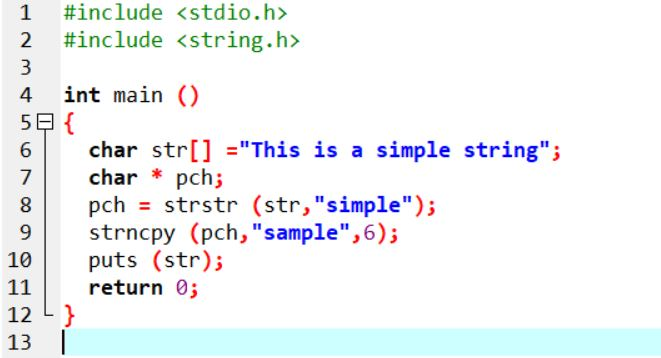 1 #include <stdio.h>
2 #include <string.h>
3
4 int main ()
5 {
6 char str[] ="This is a simple string";
7 char * pch;
8 pch = strstr (str,"simple");
9 strncpy (pch,"sample",6);
10 puts (str);
11 return 0;
12 }
13